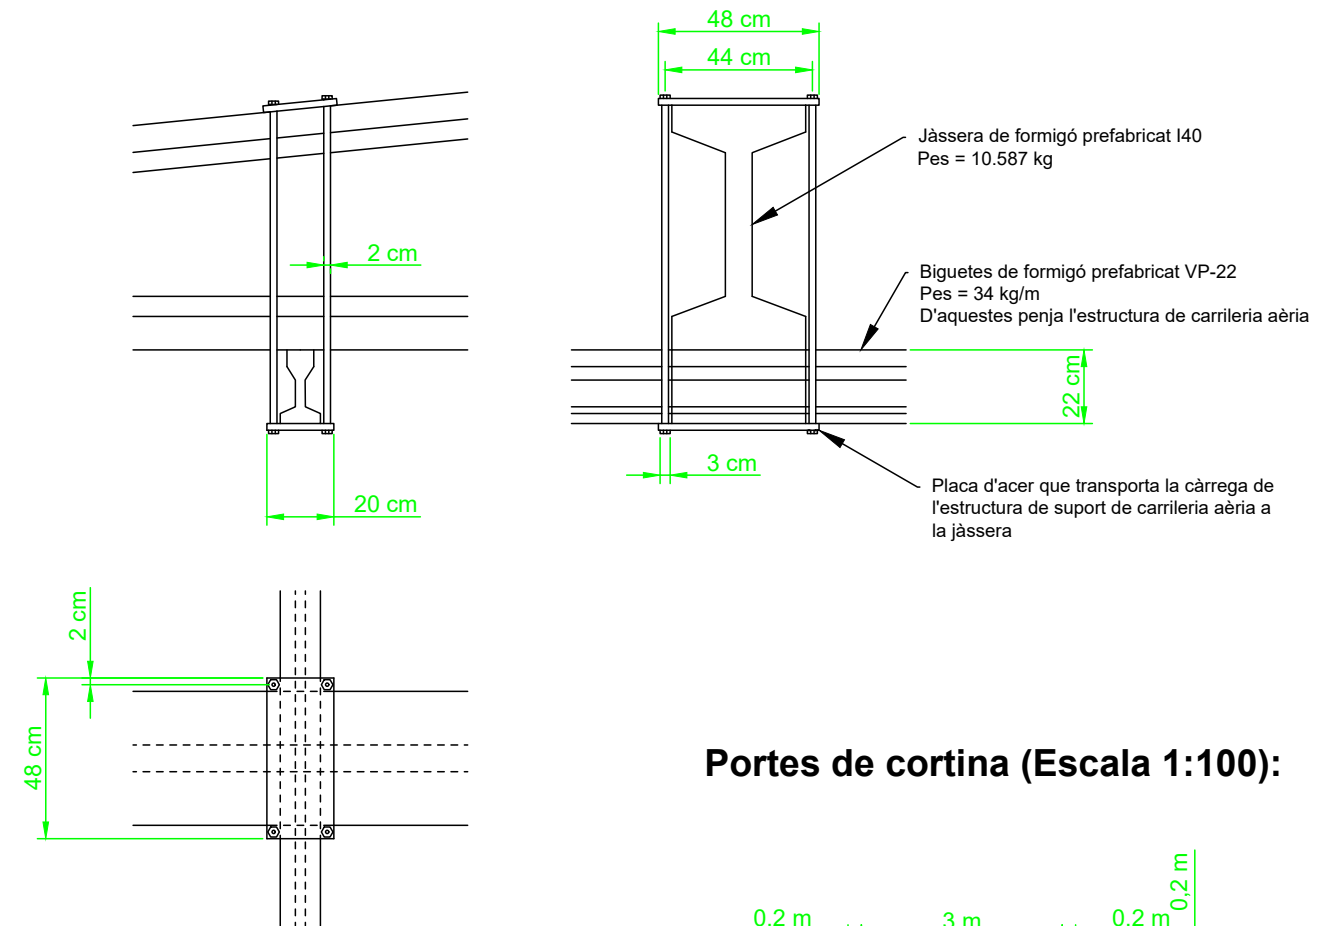 48 cm
44 cm
Jàssera de formigó prefabricat I40
Pes = 10.587 kg
2 cm
Biguetes de formigó prefabricat VP-22
Pes = 34 kg/m
D'aquestes penja l'estructura de carrileria aèria
22 cm
3 cm
20 cm
Placa d'acer que transporta la càrrega de
l'estructura de suport de carrileria aèria a
la jàssera
2 cm
48 cm
Portes de cortina (Escala 1:100):
0,2 m
0,2 m
3 m
0,2 m